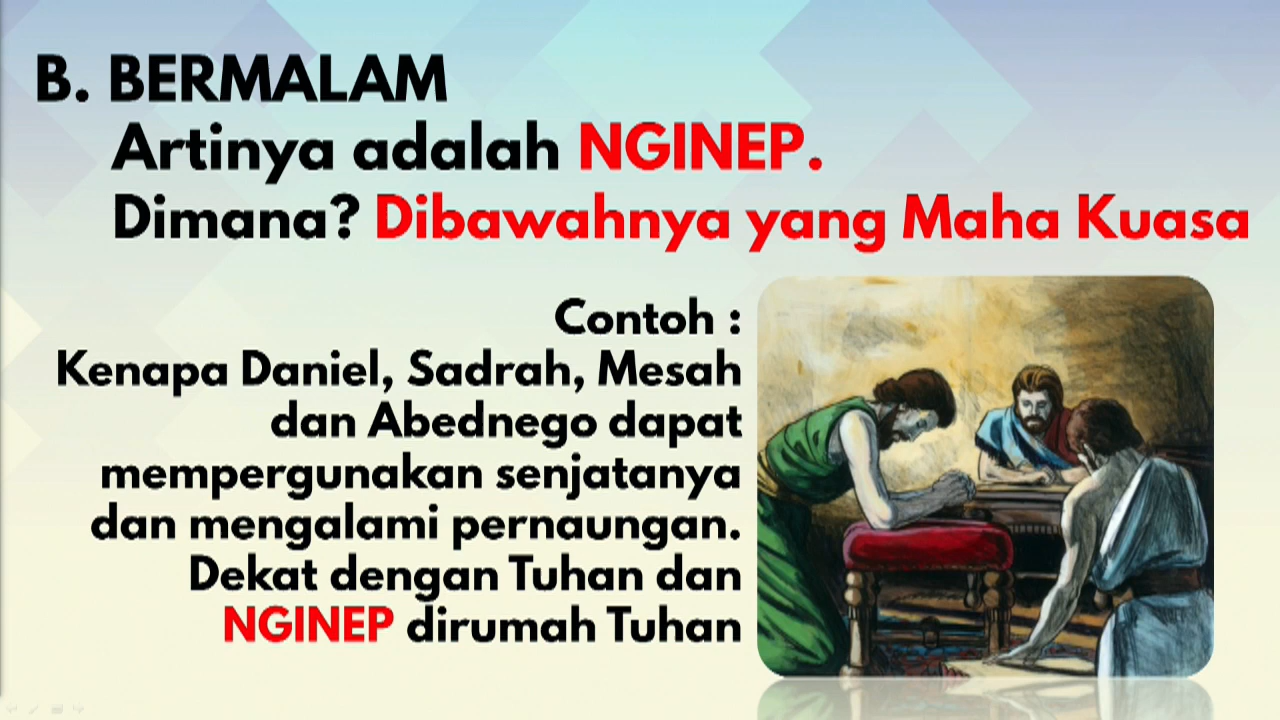 B. BERMALAM
Artinya adalah NGINEP.
Dimana? Dibawahnya yang Maha Kuasa
Contoh :
Kenapa Daniel, Sadrah, Mesah
dan Abednego dapat
mempergunakan senjatanya
dan mengalami pernaungan.
Dekat dengan Tuhan dan
NGINEP dirumah Tuhan